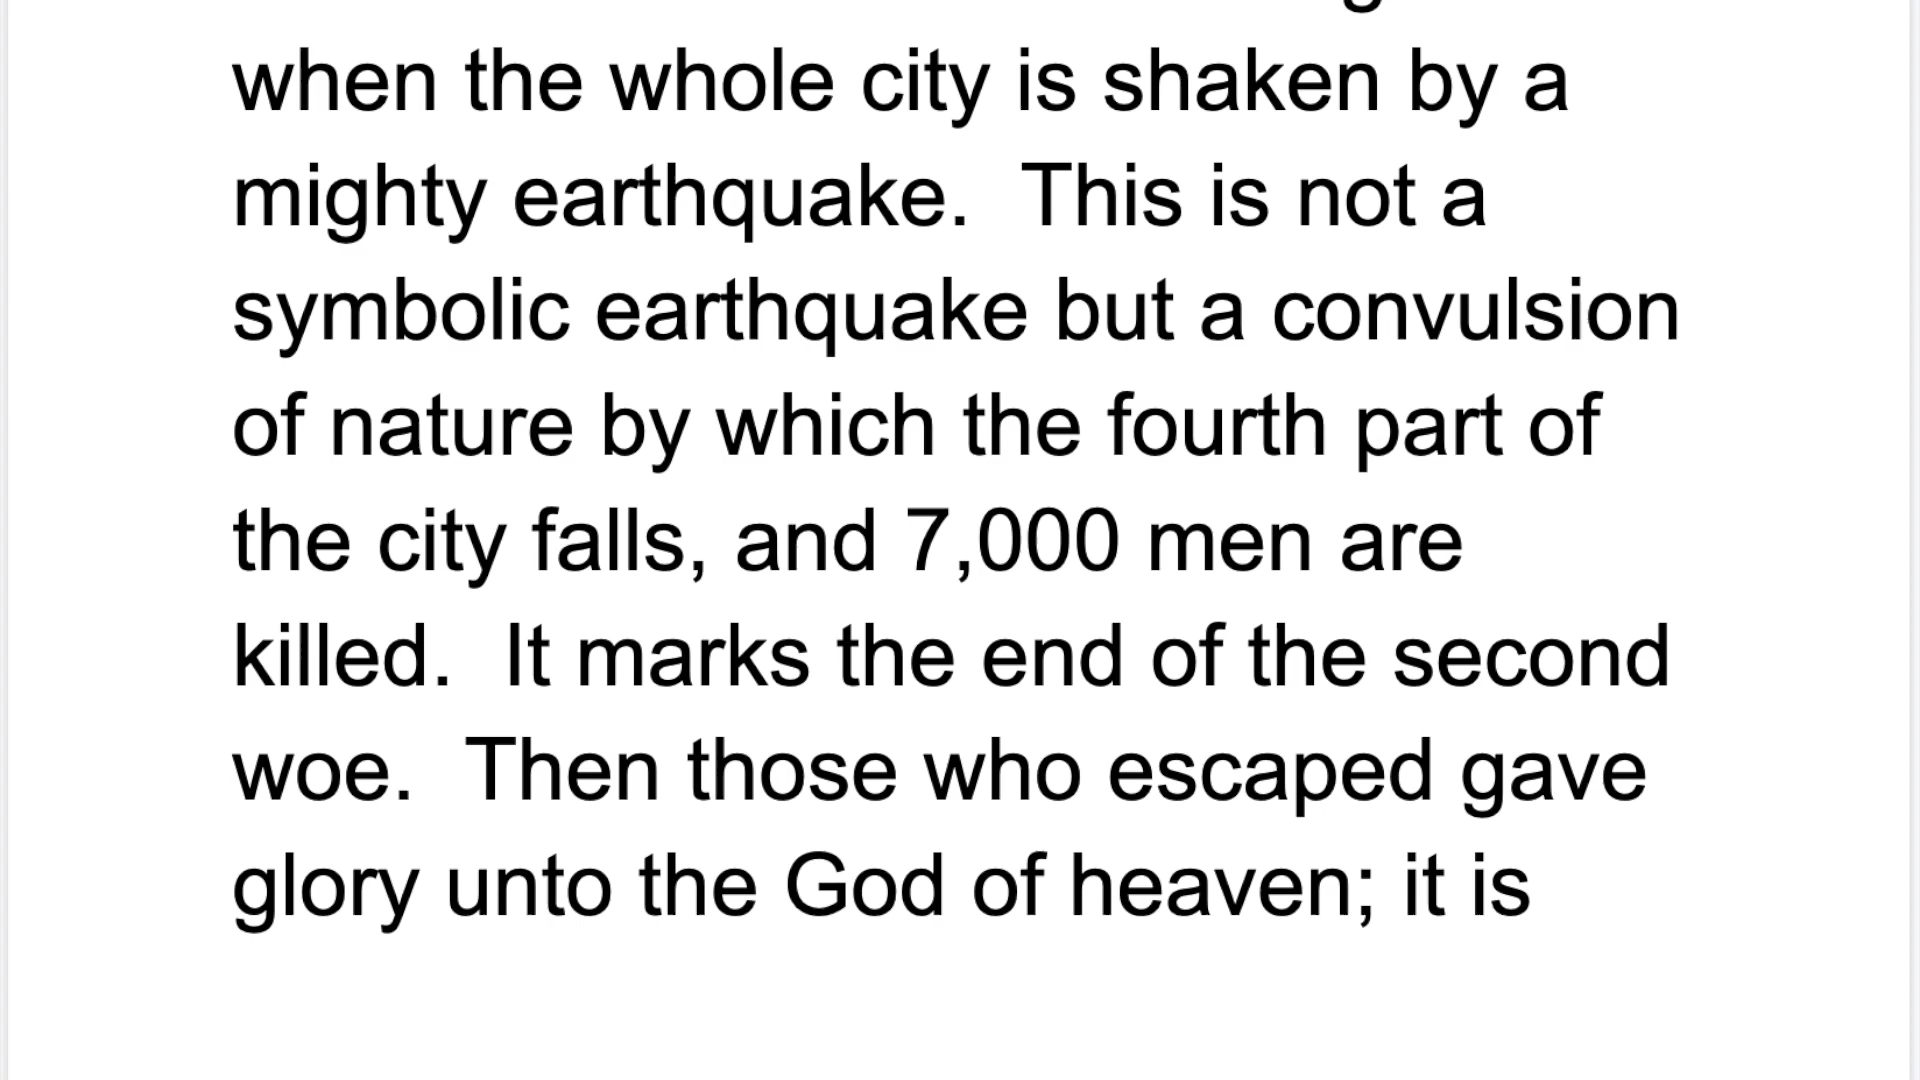 when the whole city is shaken by a
mighty earthquake.  This is not a
symbolic earthquake but a convulsion
of nature by which the fourth part of
the city falls, and 7,000 men are
killed.  It marks the end of the second
woe.  Then those who escaped gave
glory unto the God of heaven; it is